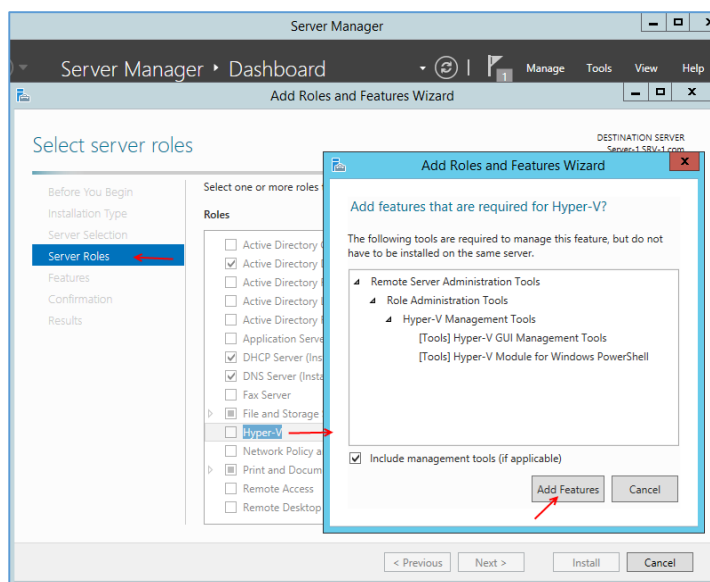 Server Manager
Server Manager • Dashboard
1 Manage Tools View Help
Add Roles and Features Wizard
Select server roles
DESTINATION SERVER
Server-1.SRV-1.com
Before You Begin
Installation Type
Server Selection
Server Roles
Features
Confirmation
Results
Select one or more roles
Roles
Active Directory
Active Directory
Active Directory
Active Directory
Active Directory
Application Serve
DHCP Server (Ins
DNS Server (Insta
Fax Server
File and Storage
Hyper-V
Network Policy a
Print and Docum
Remote Access
Remote Desktop
Add Roles and Features Wizard
Add features that are required for Hyper-V?
The following tools are required to manage this feature, but do not
have to be installed on the same server.
Remote Server Administration Tools
Role Administration Tools
Hyper-V Management Tools
[Tools] Hyper-V GUI Management Tools
[Tools] Hyper-V Module for Windows PowerShell
Include management tools (if applicable)
Add Features Cancel
< Previous Next > Install Cancel